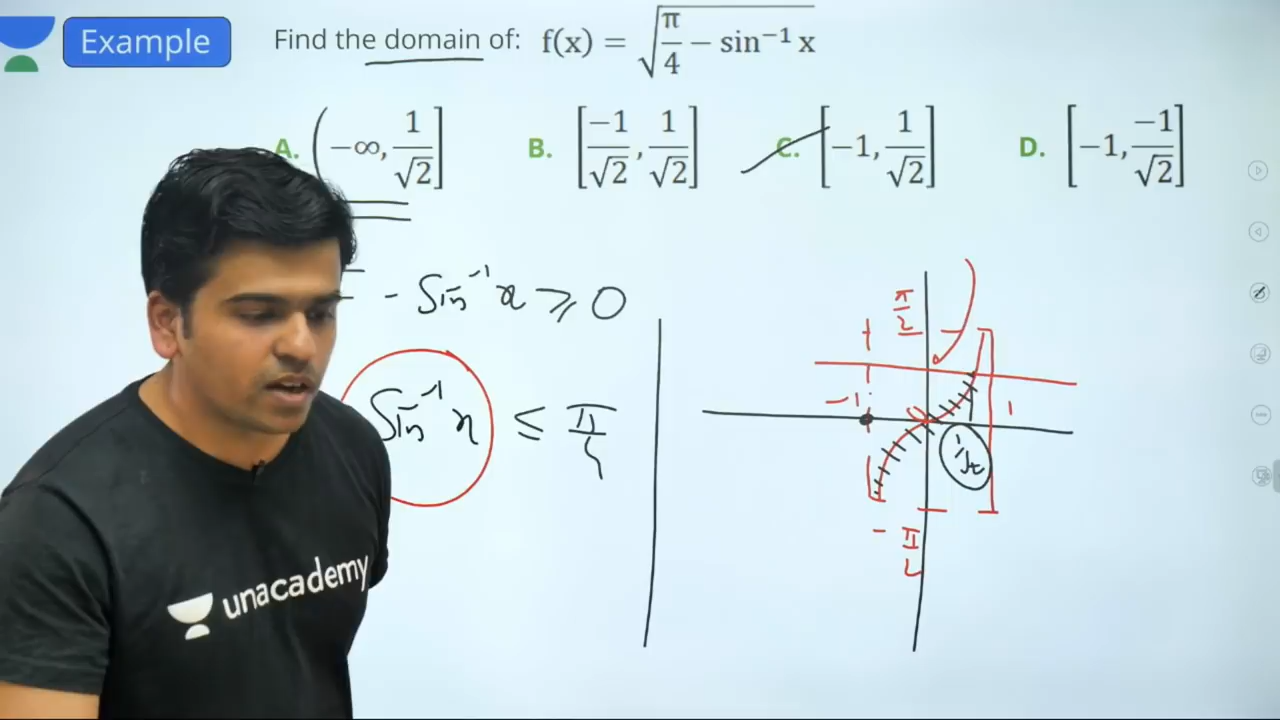 Example
Find the domain of: f(x) = √(π/4 − sin⁻¹ x)
A. (−∞, 1/√2]
B. [−1/√2, 1/√2]
C. [−1, 1/√2]
D. [−1, −1/√2]
- Sin⁻¹ x ≥ 0
Sin⁻¹ x ≤ π/4
π/2
-1
1
1/√2
- π/2
unacademy